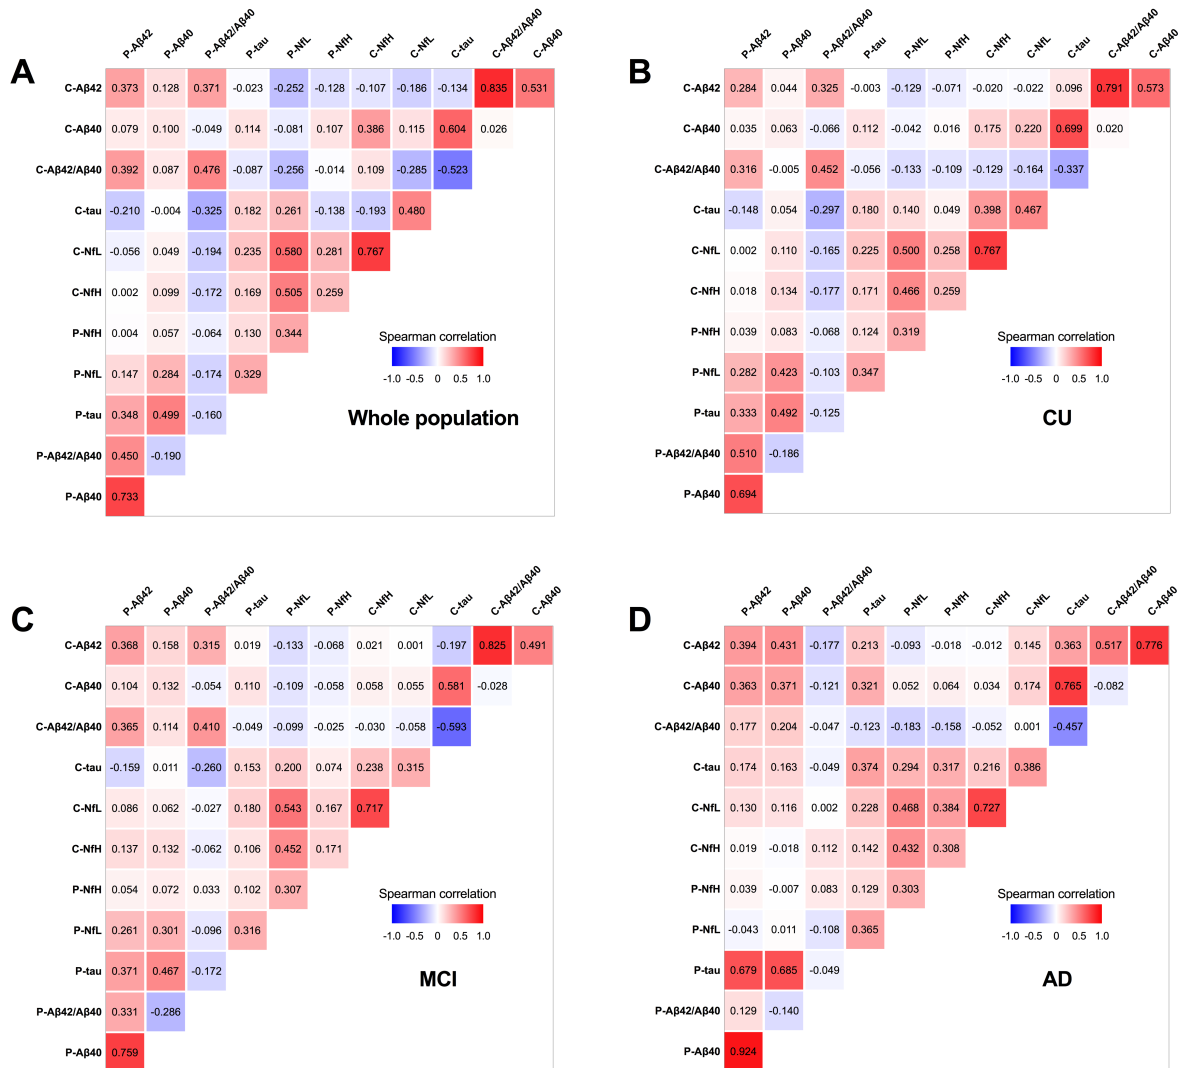 A
P-Aβ42 P-Aβ40 P-Aβ42/Aβ40 P-tau P-NfL P-NfH C-NfH C-NfL C-tau C-Aβ42/Aβ40 C-Aβ40
C-Aβ42 0.373 0.128 0.371 -0.023 -0.252 -0.128 -0.107 -0.186 -0.134 0.835 0.531
C-Aβ40 0.079 0.100 -0.049 0.114 -0.081 0.107 0.386 0.115 0.604 0.026
C-Aβ42/Aβ40 0.392 0.087 0.476 -0.087 -0.256 -0.014 0.109 -0.285 -0.523
C-tau -0.210 -0.004 -0.325 0.182 0.261 -0.138 -0.193 0.480
C-NfL -0.056 0.049 -0.194 0.235 0.580 0.281 0.767
C-NfH 0.002 0.099 -0.172 0.169 0.505 0.259
P-NfH 0.004 0.057 -0.064 0.130 0.344
P-NfL 0.147 0.284 -0.174 0.329
P-tau 0.348 0.499 -0.160
P-Aβ42/Aβ40 0.450 -0.190
P-Aβ40 0.733
Spearman correlation
-1.0 -0.5 0 0.5 1.0
Whole population
B
P-Aβ42 P-Aβ40 P-Aβ42/Aβ40 P-tau P-NfL P-NfH C-NfH C-NfL C-tau C-Aβ42/Aβ40 C-Aβ40
C-Aβ42 0.284 0.044 0.325 -0.003 -0.129 -0.071 -0.020 -0.022 0.096 0.791 0.573
C-Aβ40 0.035 0.063 -0.066 0.112 -0.042 0.016 0.175 0.220 0.699 0.020
C-Aβ42/Aβ40 0.316 -0.005 0.452 -0.056 -0.133 -0.109 -0.129 -0.164 -0.337
C-tau -0.148 0.054 -0.297 0.180 0.140 0.049 0.398 0.467
C-NfL 0.002 0.110 -0.165 0.225 0.500 0.258 0.767
C-NfH 0.018 0.134 -0.177 0.171 0.466 0.259
P-NfH 0.039 0.083 -0.068 0.124 0.319
P-NfL 0.282 0.423 -0.103 0.347
P-tau 0.333 0.492 -0.125
P-Aβ42/Aβ40 0.510 -0.186
P-Aβ40 0.694
Spearman correlation
-1.0 -0.5 0 0.5 1.0
CU
C
P-Aβ42 P-Aβ40 P-Aβ42/Aβ40 P-tau P-NfL P-NfH C-NfH C-NfL C-tau C-Aβ42/Aβ40 C-Aβ40
C-Aβ42 0.368 0.158 0.315 0.019 -0.133 -0.068 0.021 0.001 -0.197 0.825 0.491
C-Aβ40 0.104 0.132 -0.054 0.110 -0.109 -0.058 0.058 0.055 0.581 -0.028
C-Aβ42/Aβ40 0.365 0.114 0.410 -0.049 -0.099 -0.025 -0.030 -0.058 -0.593
C-tau -0.159 0.011 -0.260 0.153 0.200 0.074 0.238 0.315
C-NfL 0.086 0.062 -0.027 0.180 0.543 0.167 0.717
C-NfH 0.137 0.132 -0.062 0.106 0.452 0.171
P-NfH 0.054 0.072 0.033 0.102 0.307
P-NfL 0.261 0.301 -0.096 0.316
P-tau 0.371 0.467 -0.172
P-Aβ42/Aβ40 0.331 -0.286
P-Aβ40 0.759
Spearman correlation
-1.0 -0.5 0 0.5 1.0
MCI
D
P-Aβ42 P-Aβ40 P-Aβ42/Aβ40 P-tau P-NfL P-NfH C-NfH C-NfL C-tau C-Aβ42/Aβ40 C-Aβ40
C-Aβ42 0.394 0.431 -0.177 0.213 -0.093 -0.018 -0.012 0.145 0.363 0.517 0.776
C-Aβ40 0.363 0.371 -0.121 0.321 0.052 0.064 0.034 0.174 0.765 -0.082
C-Aβ42/Aβ40 0.177 0.204 -0.047 -0.123 -0.183 -0.158 -0.052 0.001 -0.457
C-tau 0.174 0.163 -0.049 0.374 0.294 0.317 0.216 0.386
C-NfL 0.130 0.116 0.002 0.228 0.468 0.384 0.727
C-NfH 0.019 -0.018 0.112 0.142 0.432 0.308
P-NfH 0.039 -0.007 0.083 0.129 0.303
P-NfL -0.043 0.011 -0.108 0.365
P-tau 0.679 0.685 -0.049
P-Aβ42/Aβ40 0.129 -0.140
P-Aβ40 0.924
Spearman correlation
-1.0 -0.5 0 0.5 1.0
AD